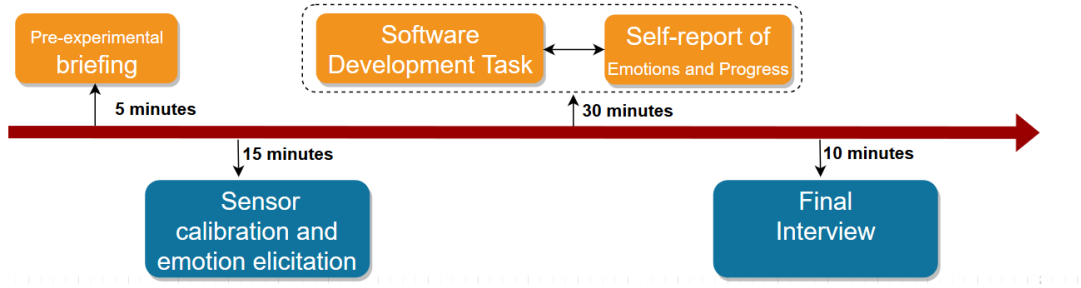 Pre-experimental
briefing
5 minutes
15 minutes
Sensor
calibration and
emotion elicitation
Software
Development Task
Self-report of
Emotions and Progress
30 minutes
10 minutes
Final
Interview